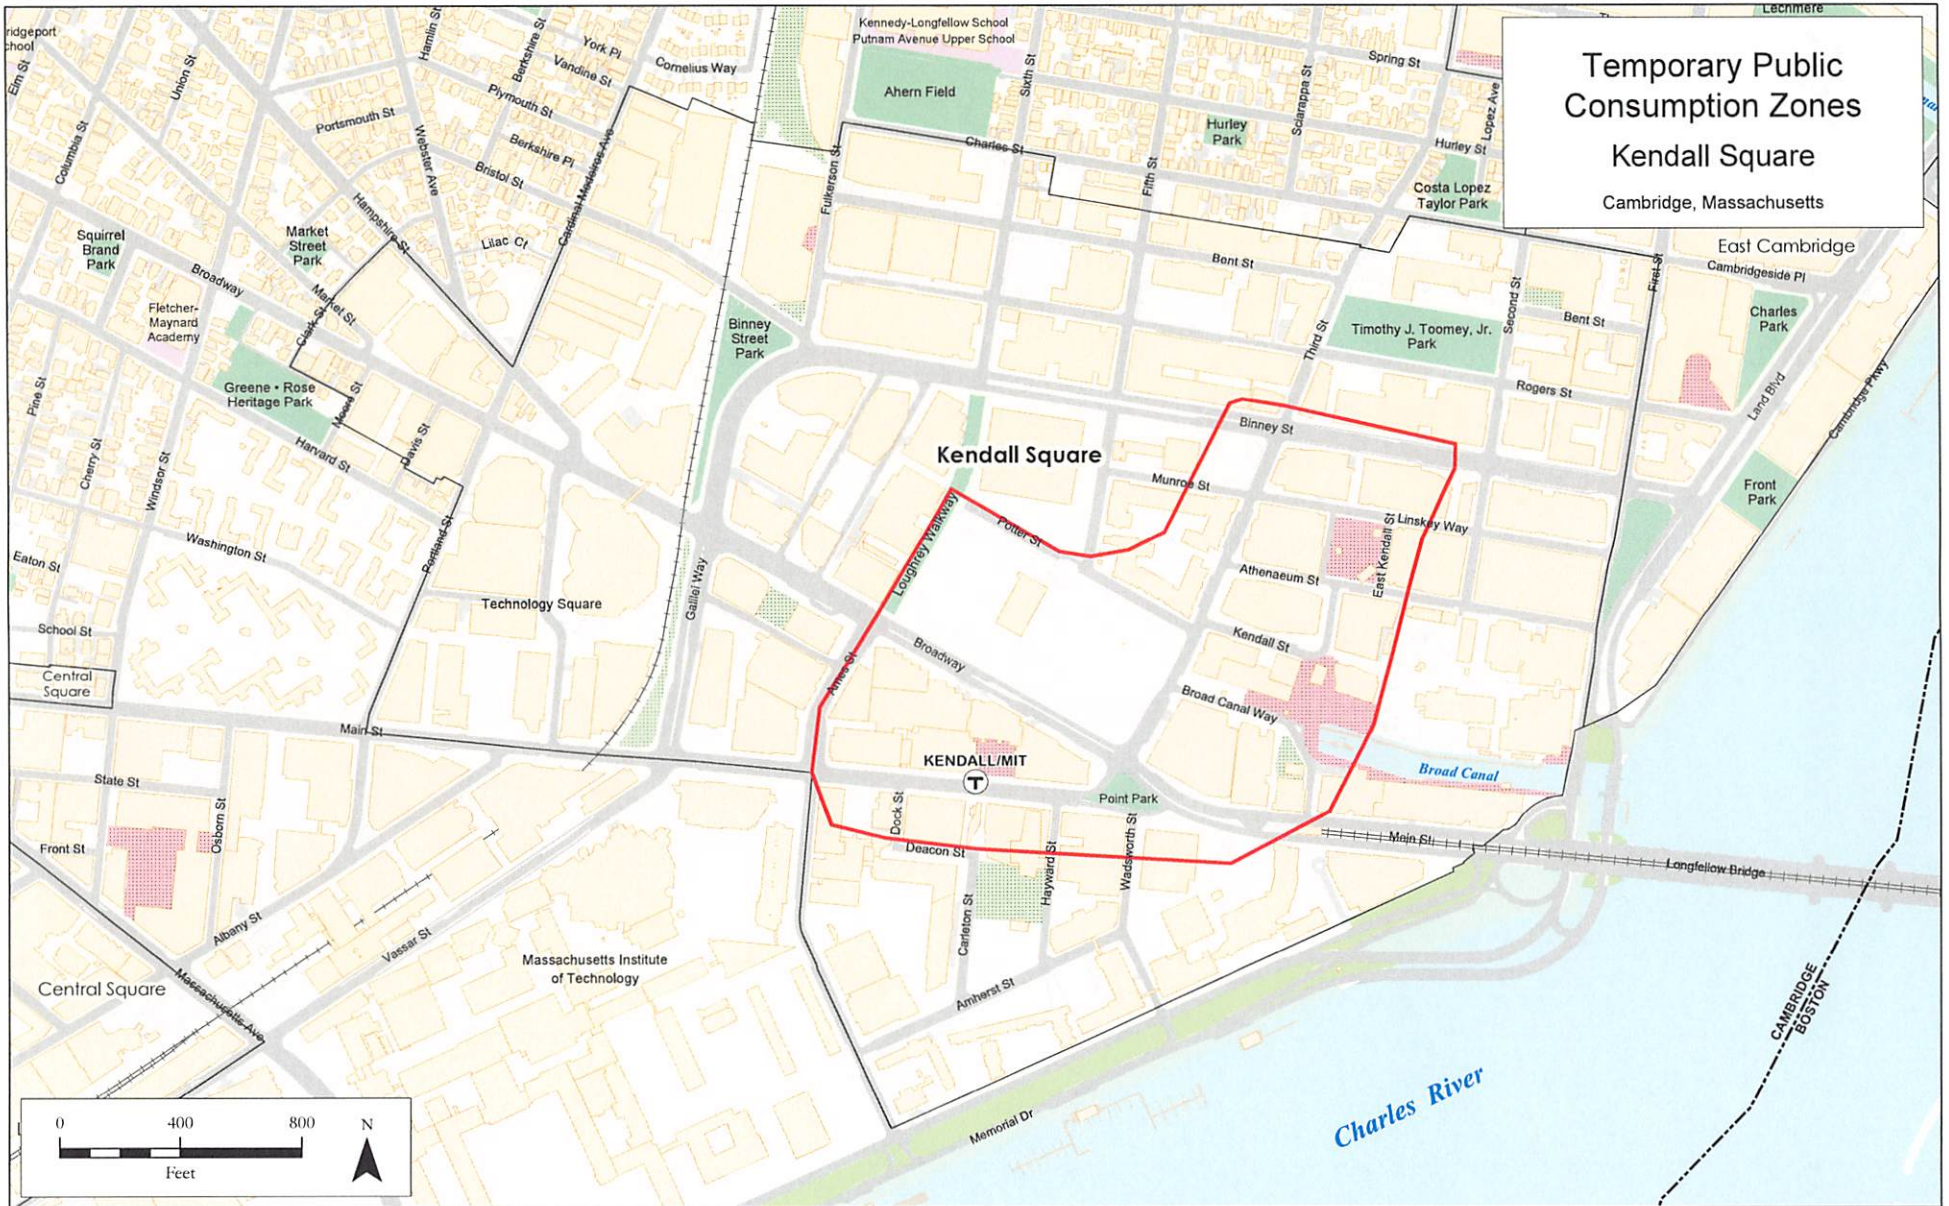 Temporary Public
Consumption Zones
Kendall Square
Cambridge, Massachusetts
Lechmere
Kennedy-Longfellow School
Putnam Avenue Upper School
Ahern Field
Hamlin St
Berkshire St
York Pl
Vandine St
Cornelius Way
Plymouth St
Elm St
Union St
Columbia St
Portsmouth St
Webster Ave
Berkshire Pl
Bristol St
Cardinal Medeiros Ave
Sixth St
Spring St
Sciarappa St
Lopez Ave
Hurley
Park
Hurley St
Charles St
Fulkerson St
Fifth St
Costa Lopez
Taylor Park
East Cambridge
Squirrel
Brand
Park
Market
Street
Park
Hampshire St
Lilac Ct
Broadway
Market St
Clark St
Fletcher-
Maynard
Academy
Greene • Rose
Heritage Park
Moore St
Harvard St
Davis St
Pine St
Cherry St
Windsor St
Binney
Street
Park
Bent St
Third St
Timothy J. Toomey, Jr.
Park
Second St
Bent St
First St
Cambridgeside Pl
Charles
Park
Rogers St
Land Blvd
Cambridge Pkwy
Front
Park
Kendall Square
Binney St
Munroe St
Linskey Way
Potter St
Loughrey Walkway
East Kendall St
Athenaeum St
Kendall St
Broad Canal Way
Broad Canal
Washington St
Portland St
Eaton St
School St
Technology Square
Galilei Way
Ames St
Broadway
Central
Square
Main St
State St
Osborn St
Front St
Albany St
Vassar St
Central Square
Massachusetts Ave
Massachusetts Institute
of Technology
KENDALL/MIT
T
Point Park
Dock St
Deacon St
Hayward St
Wadsworth St
Carleton St
Amherst St
Main St
Longfellow Bridge
Memorial Dr
Charles River
CAMBRIDGE
BOSTON
0 400 800
Feet
N